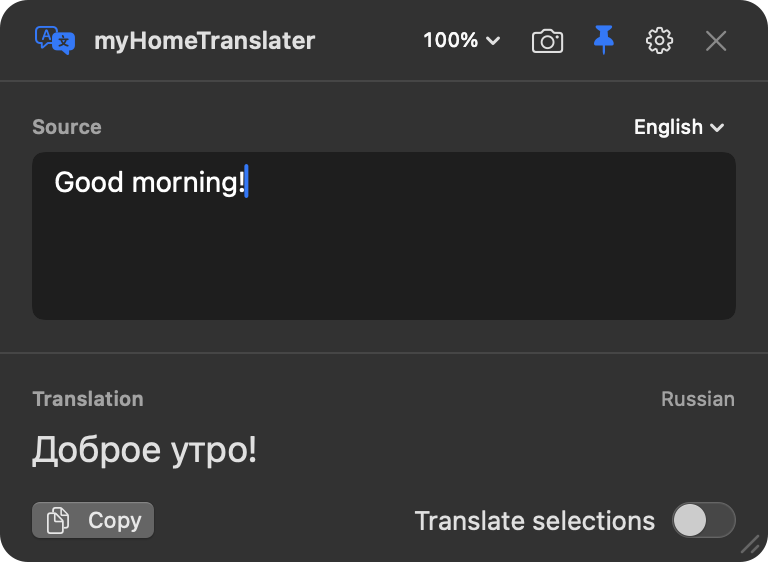 myHomeTranslater 100%
Source English
Good morning!
Translation Russian
Доброе утро!
Copy Translate selections